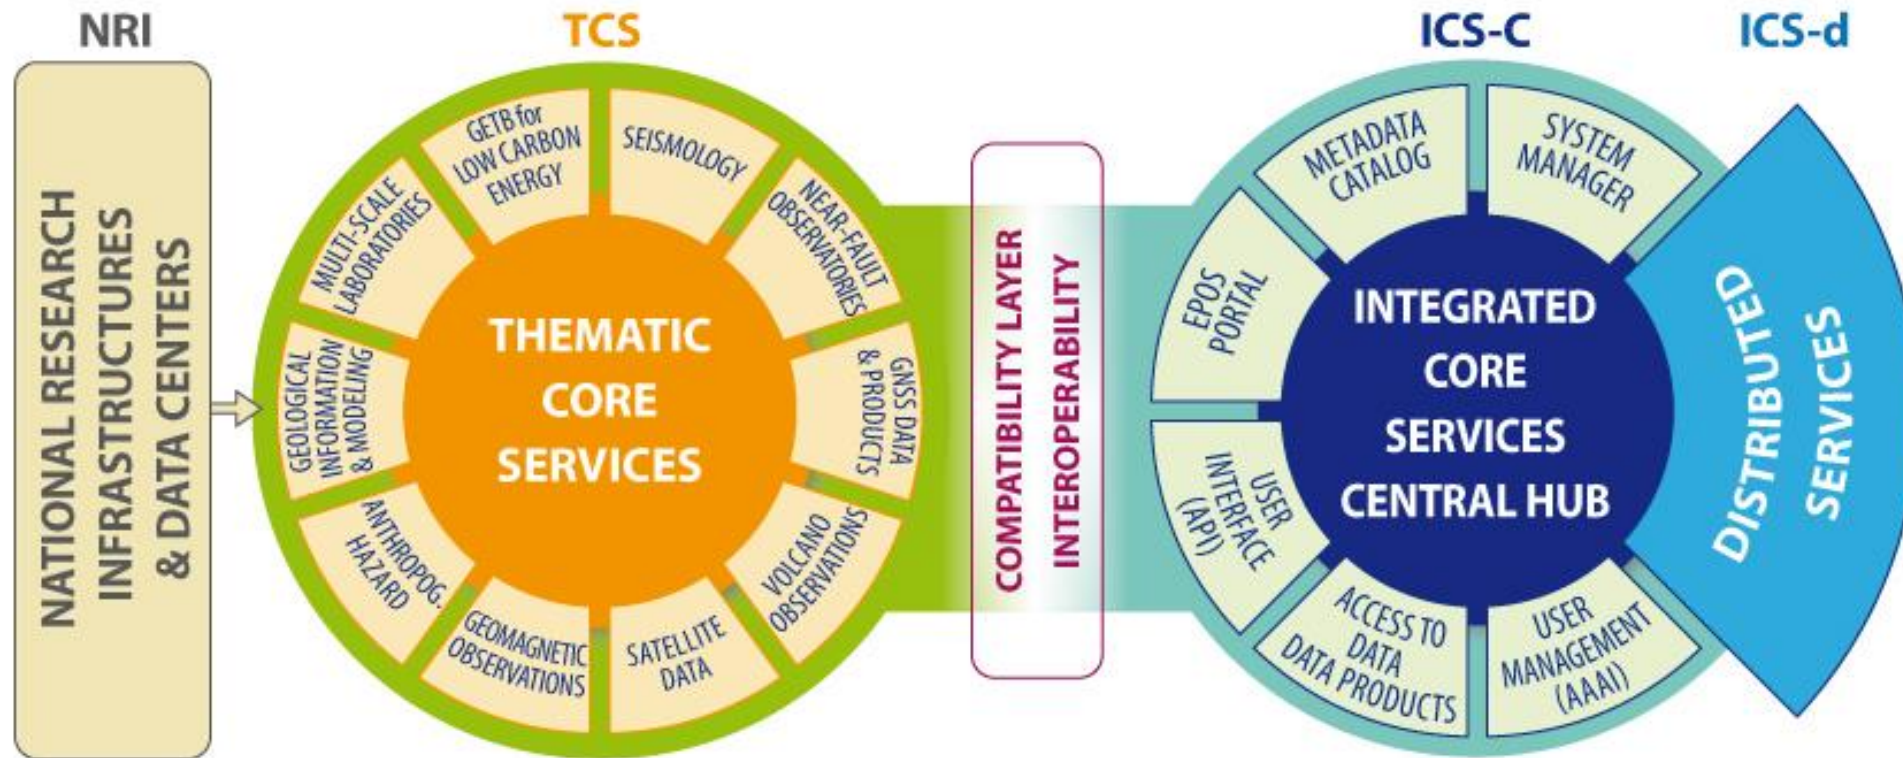 NRI
NATIONAL RESEARCH
INFRASTRUCTURES
& DATA CENTERS
TCS
THEMATIC
CORE
SERVICES
SEISMOLOGY
NEAR-FAULT
OBSERVATORIES
GNSS DATA
& PRODUCTS
VOLCANO
OBSERVATIONS
SATELLITE
DATA
GEOMAGNETIC
OBSERVATIONS
ANTHROPOG.
HAZARD
GEOLOGICAL
INFORMATION
& MODELING
MULTI-SCALE
LABORATORIES
GETB for
LOW CARBON
ENERGY
COMPATIBILITY LAYER
INTEROPERABILITY
ICS-C
INTEGRATED
CORE
SERVICES
CENTRAL HUB
METADATA
CATALOG
SYSTEM
MANAGER
EPOS
PORTAL
USER
INTERFACE
(API)
ACCESS TO
DATA
DATA PRODUCTS
USER
MANAGEMENT
(AAAI)
ICS-d
DISTRIBUTED
SERVICES